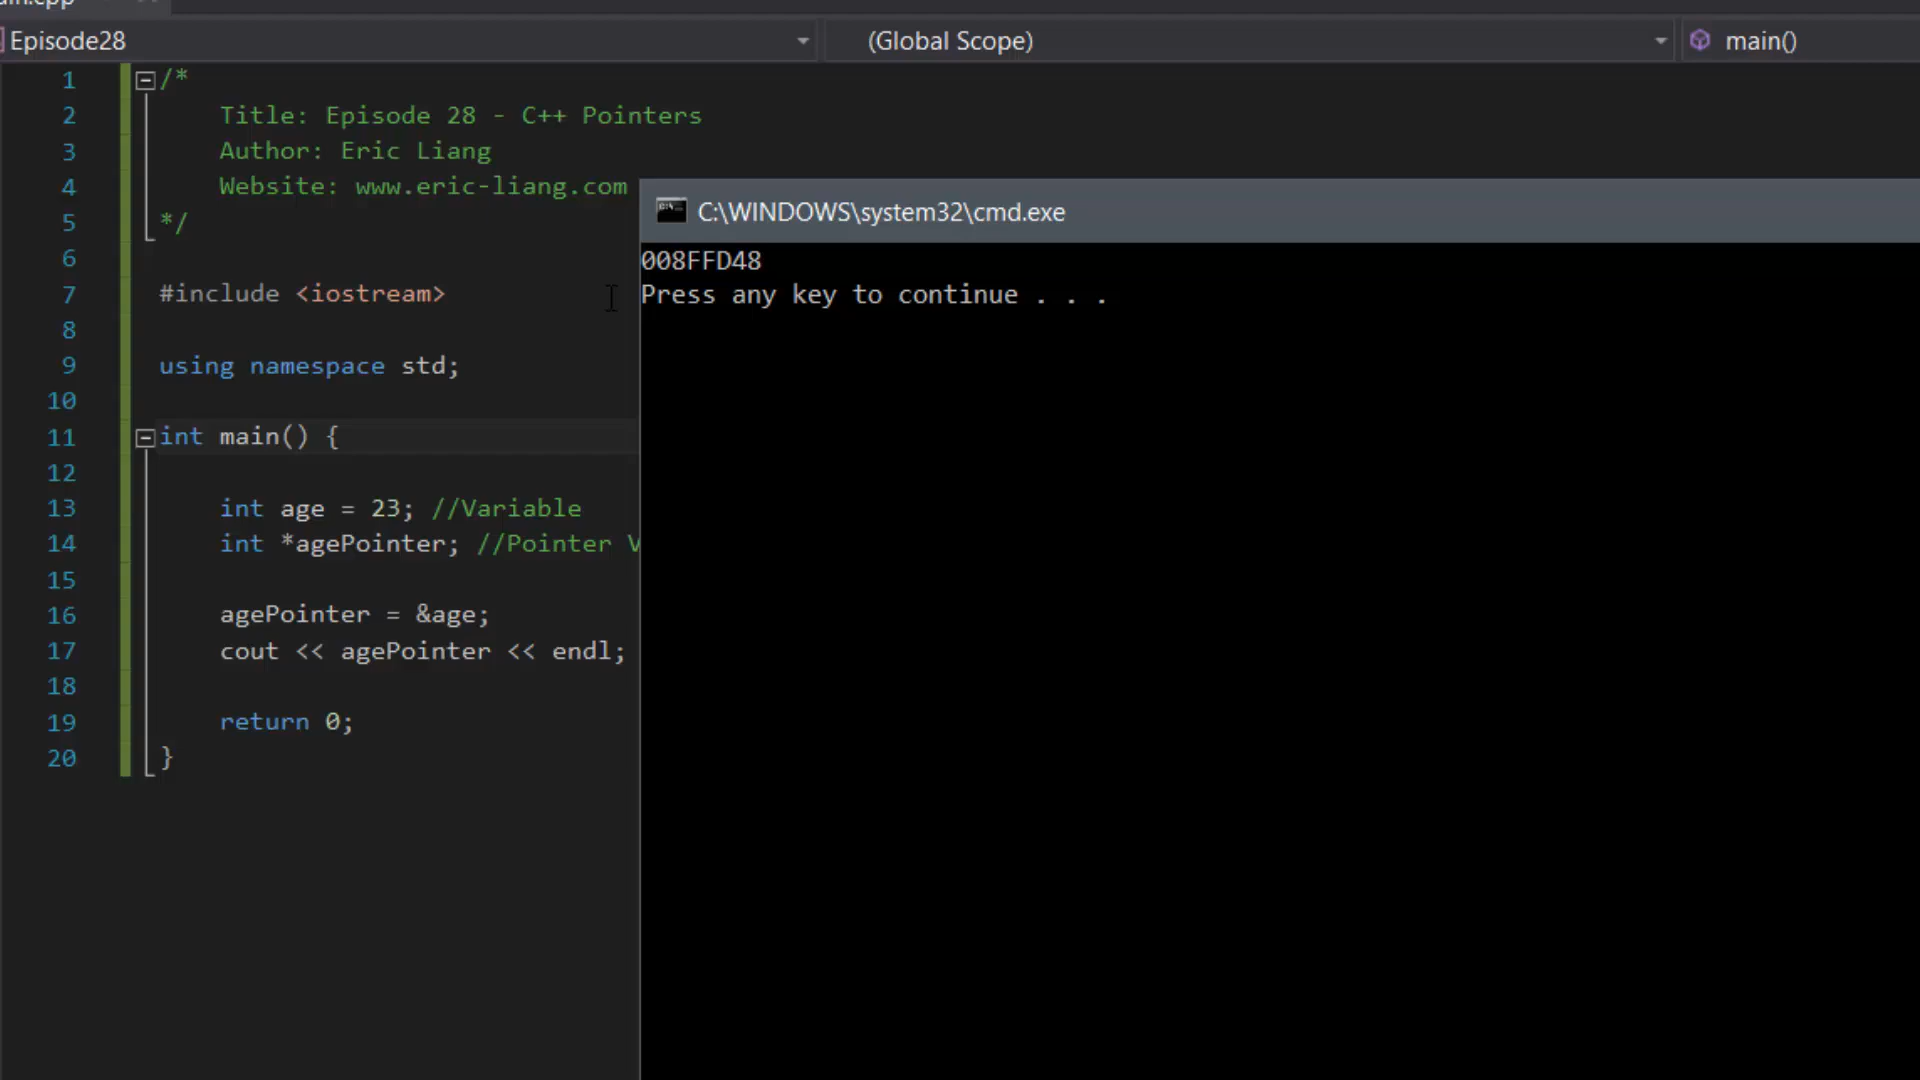 Episode28 (Global Scope) main()
1 /*
2 Title: Episode 28 - C++ Pointers
3 Author: Eric Liang
4 Website: www.eric-liang.com
5 */
6
7 #include <iostream>
8
9 using namespace std;
10
11 int main() {
12
13 int age = 23; //Variable
14 int *agePointer; //Pointer V
15
16 agePointer = &age;
17 cout << agePointer << endl;
18
19 return 0;
20 }
C:\WINDOWS\system32\cmd.exe
008FFD48
Press any key to continue . . .